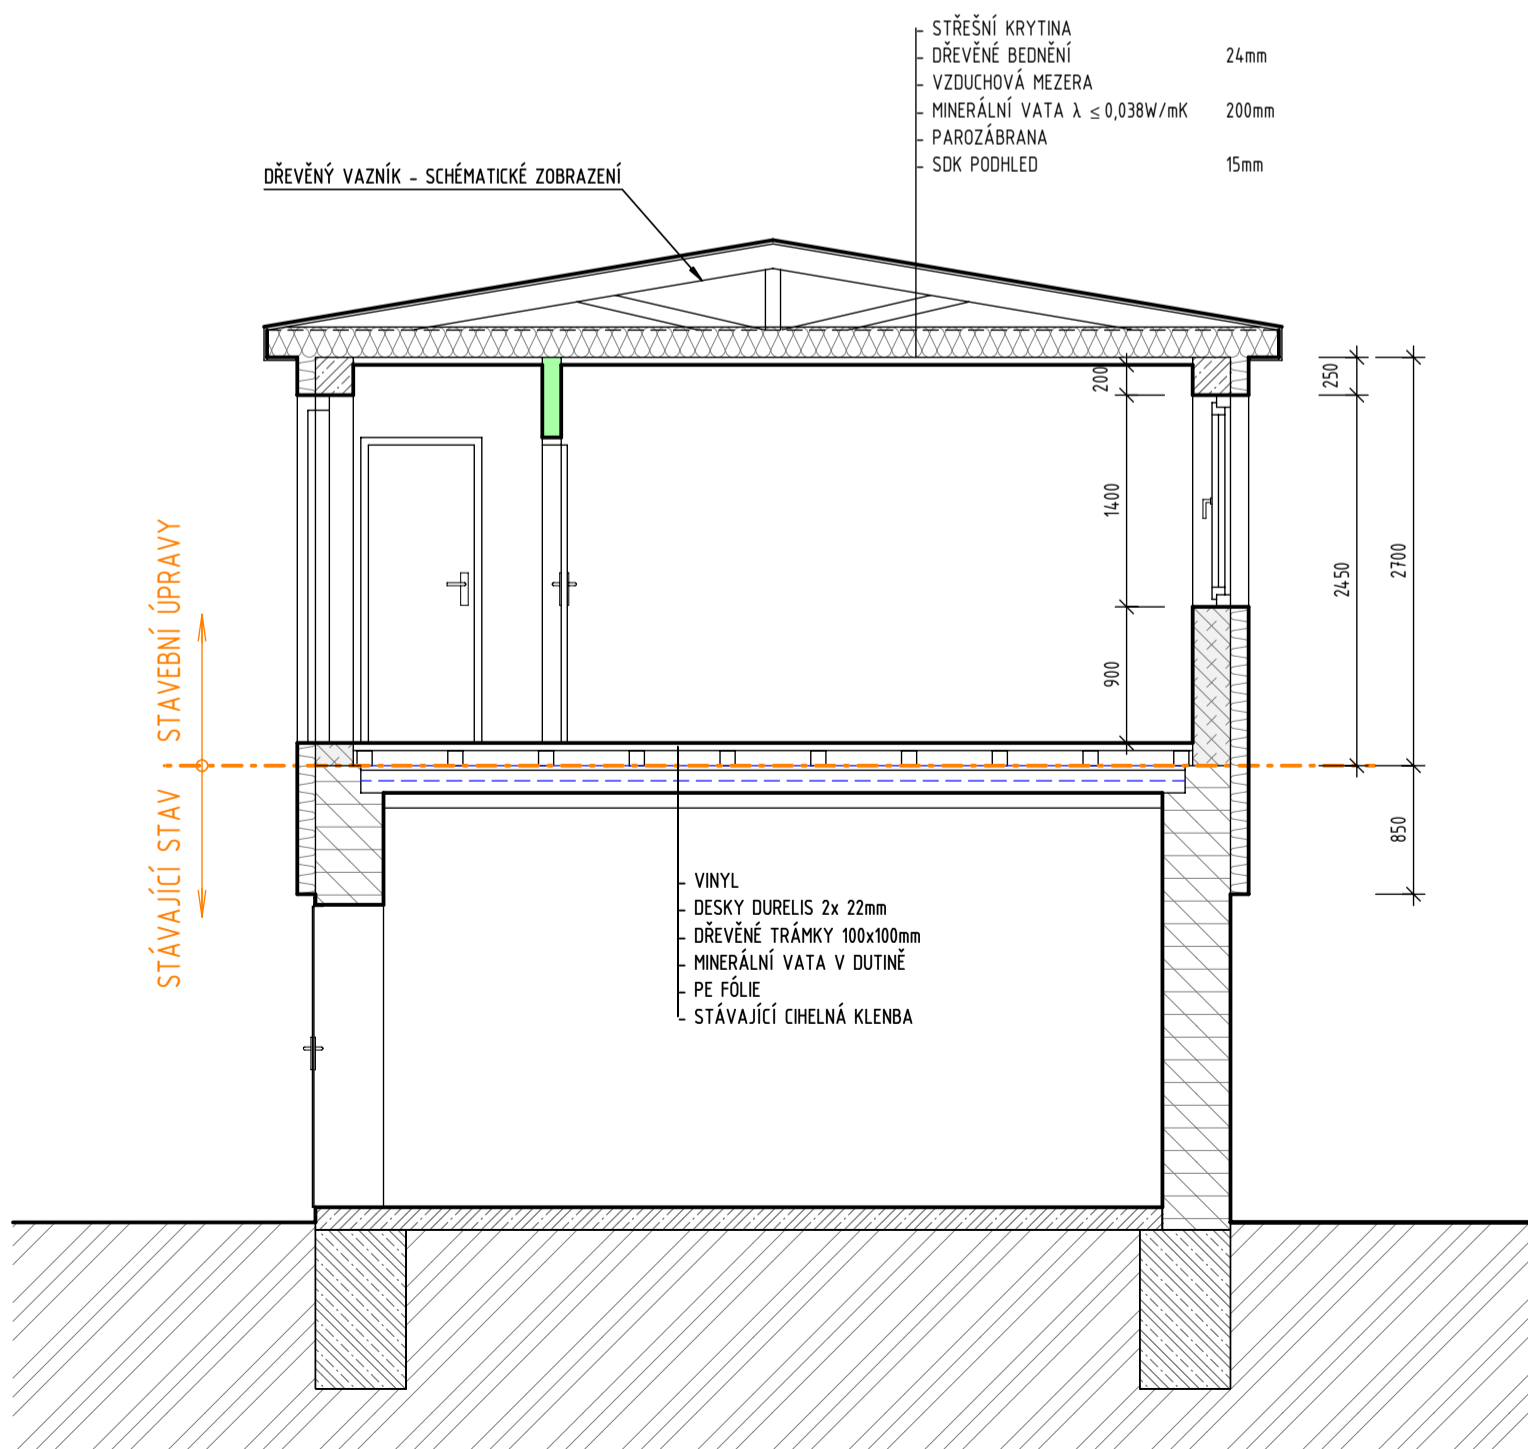 STŘEŠNÍ KRYTINA
DŘEVĚNÉ BEDNĚNÍ 24mm
VZDUCHOVÁ MEZERA
MINERÁLNÍ VATA λ ≤ 0,038W/mK 200mm
PAROZÁBRANA
SDK PODHLED 15mm
DŘEVĚNÝ VAZNÍK - SCHÉMATICKÉ ZOBRAZENÍ
200
250
1400
2450
2700
900
850
STAVEBNÍ ÚPRAVY
STÁVAJÍCÍ STAV
VINYL
DESKY DURELIS 2x 22mm
DŘEVĚNÉ TRÁMKY 100x100mm
MINERÁLNÍ VATA V DUTINĚ
PE FÓLIE
STÁVAJÍCÍ CIHELNÁ KLENBA